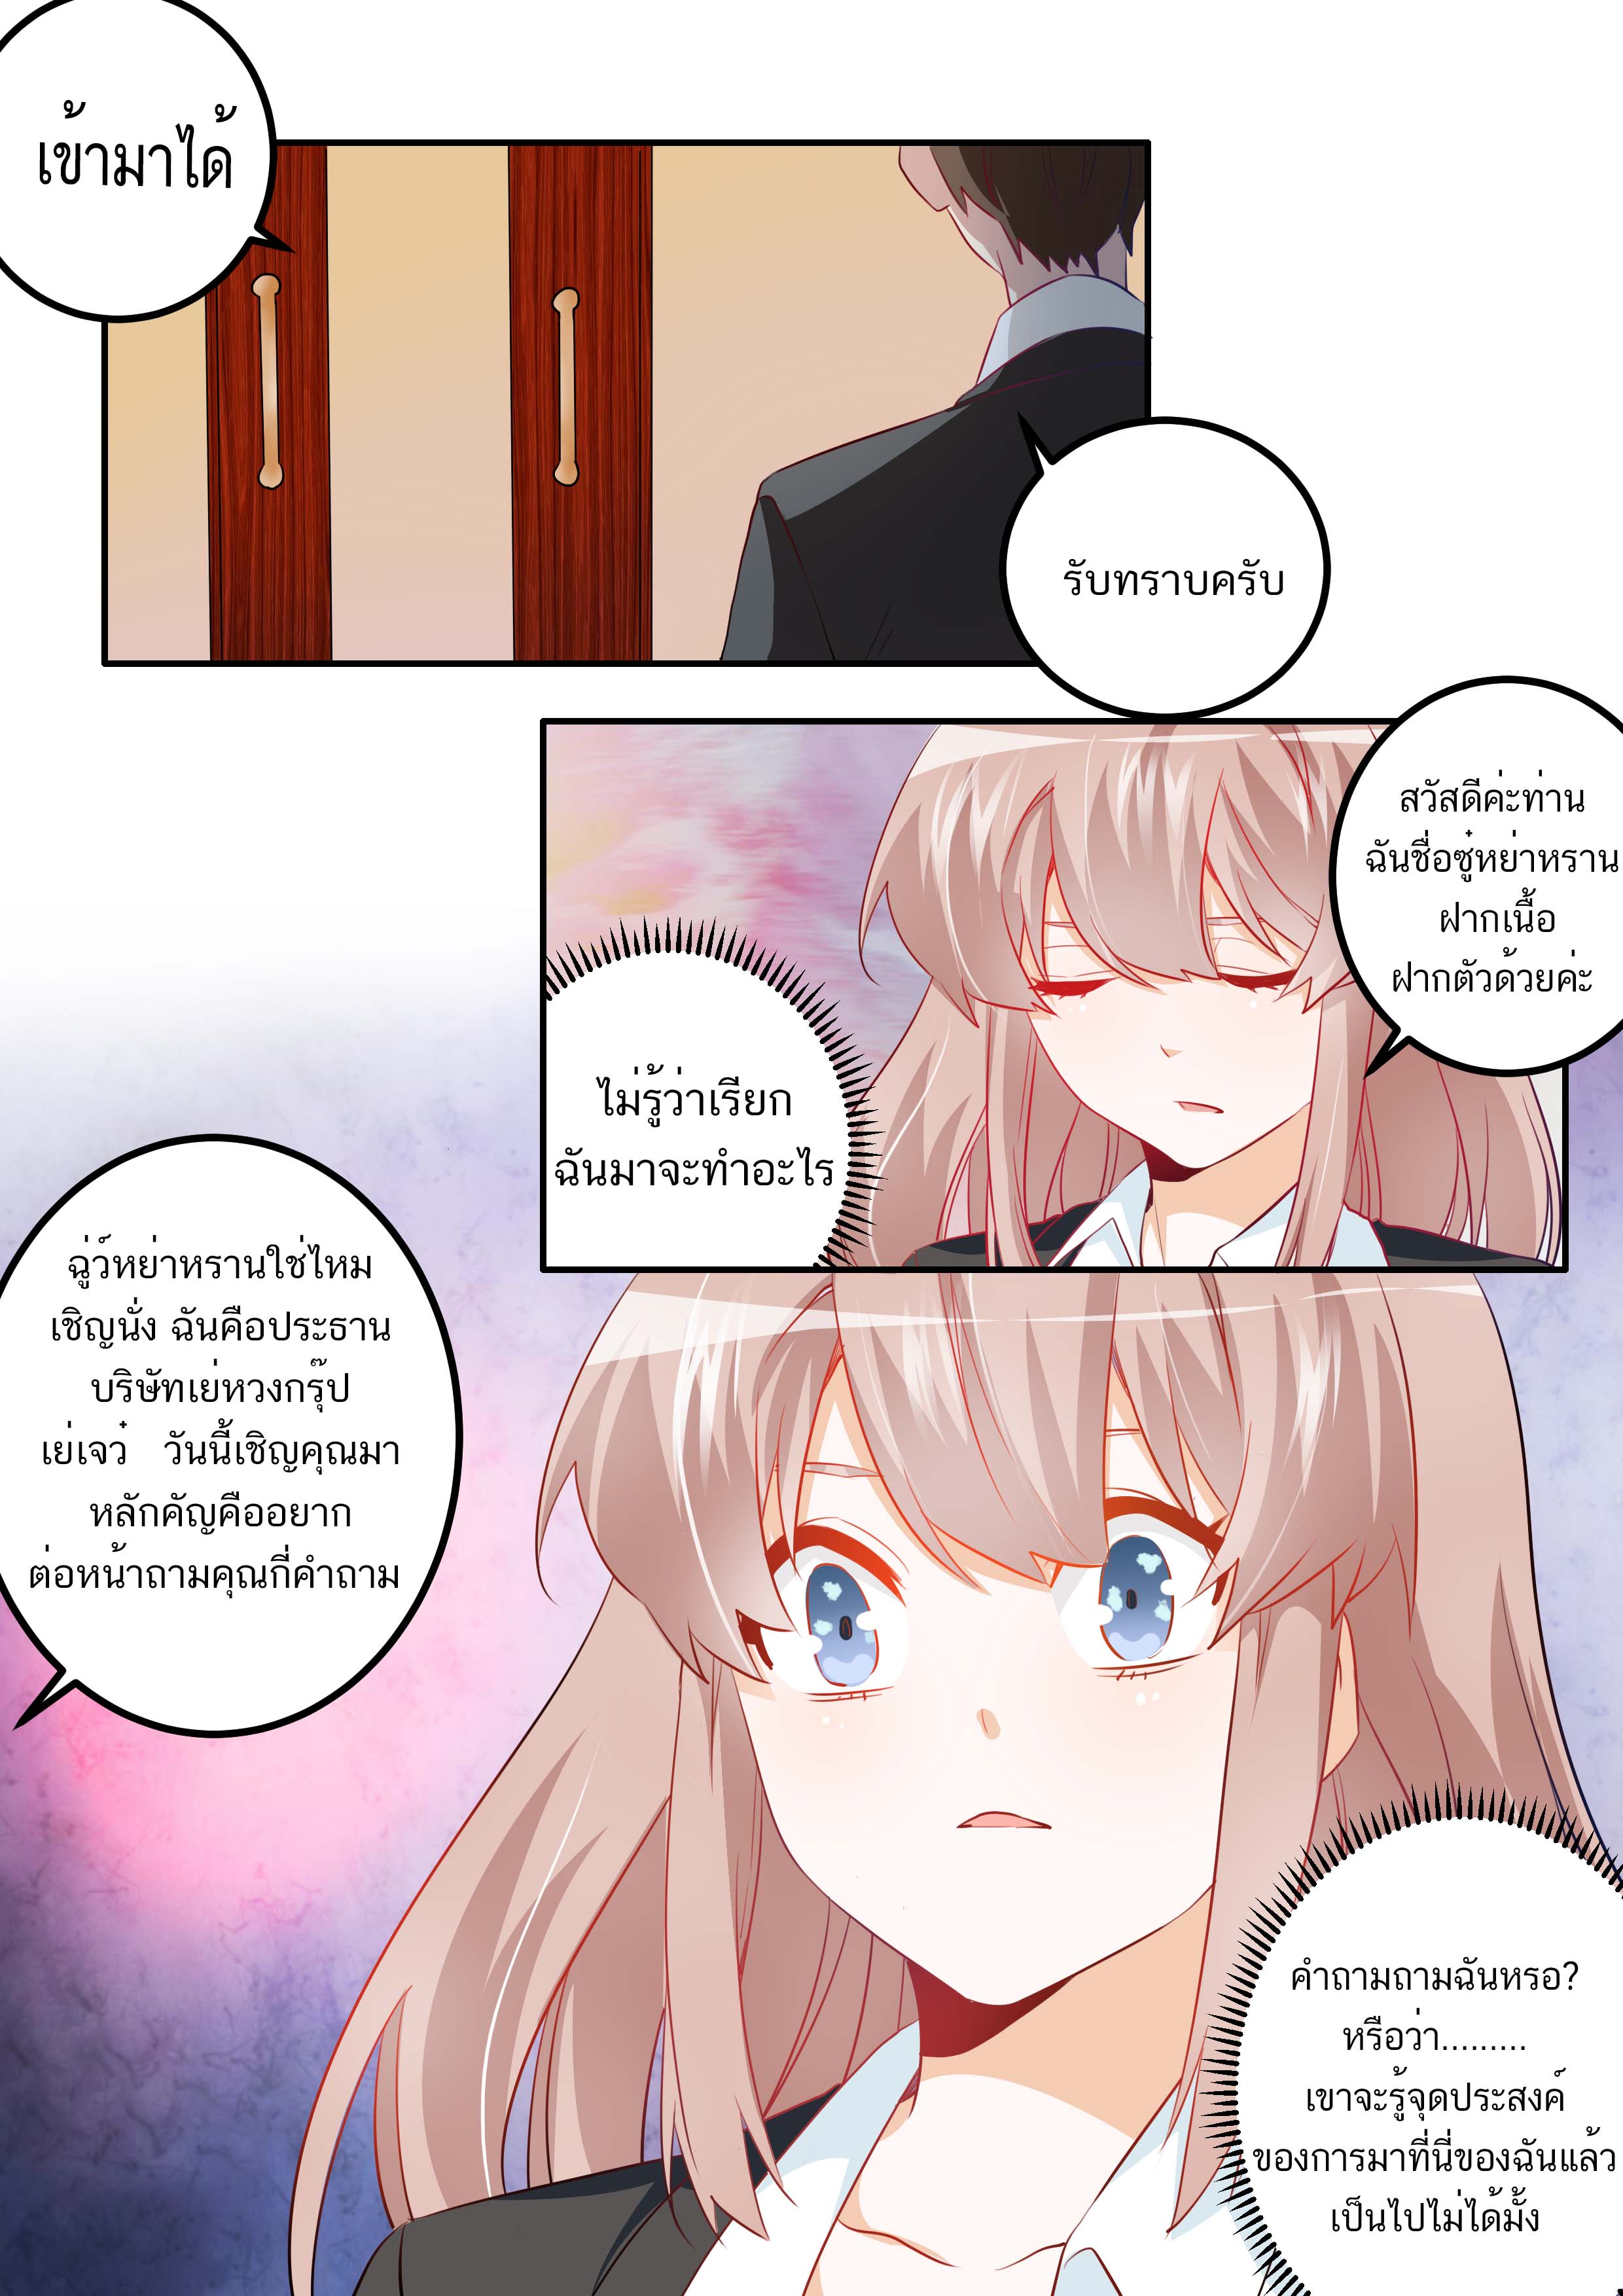 เข้ามาได้
รับทราบครับ
สวัสดีค่ะท่าน
ฉันชื่อซู๋หย่าหราน
ฝากเนื้อ
ฝากตัวด้วยค่ะ
ไม่รู้ว่าเรียก
ฉันมาจะทำอะไร
ฉู่ว์หย่าหรานใช่ไหม
เชิญนั่ง ฉันคือประธาน
บริษัทเย่หวงกรุ๊ป
เย่เจว๋ วันนี้เชิญคุณมา
หลักคัญคืออยาก
ต่อหน้าถามคุณกี่คำถาม
คำถามถามฉันหรอ?
หรือว่า.........
เขาจะรู้จุดประสงค์
ของการมาที่นี่ของฉันแล้ว
เป็นไปไม่ได้มั้ง